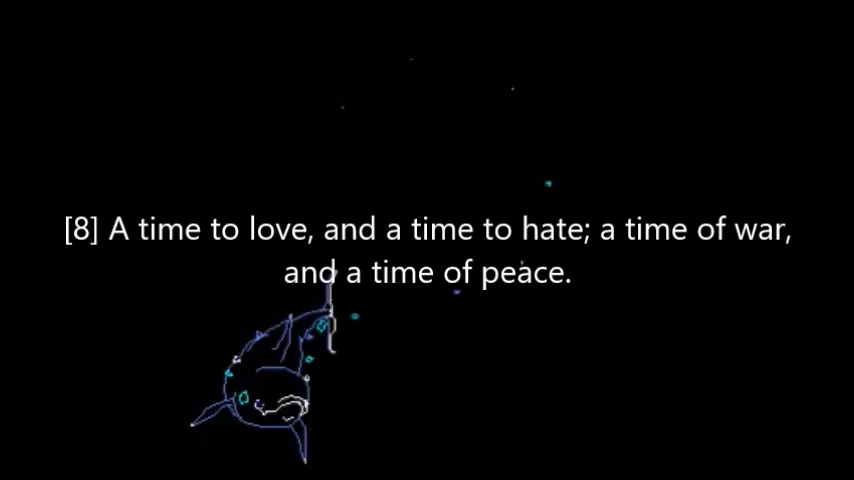 [8] A time to love, and a time to hate; a time of war,
and a time of peace.